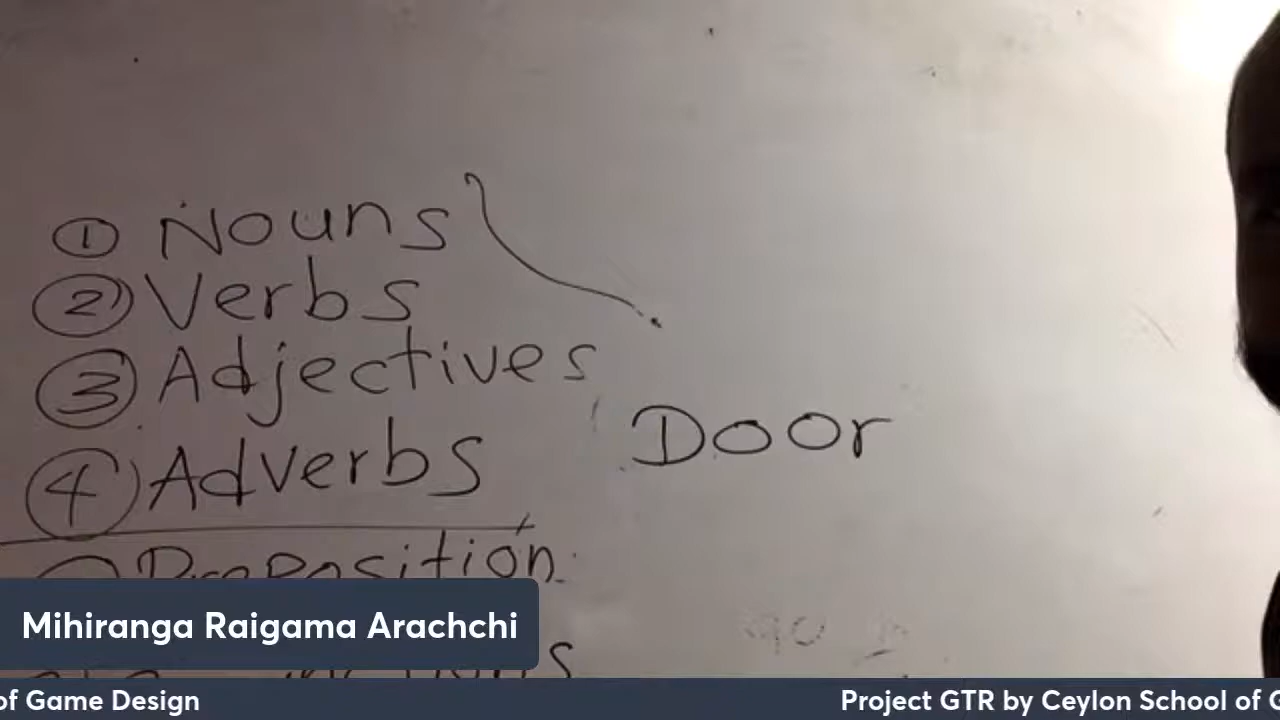 ① Nouns
② Verbs
③ Adjectives
④ Adverbs
Door
Preposition
Mihiranga Raigama Arachchi
of Game Design
Project GTR by Ceylon School of G